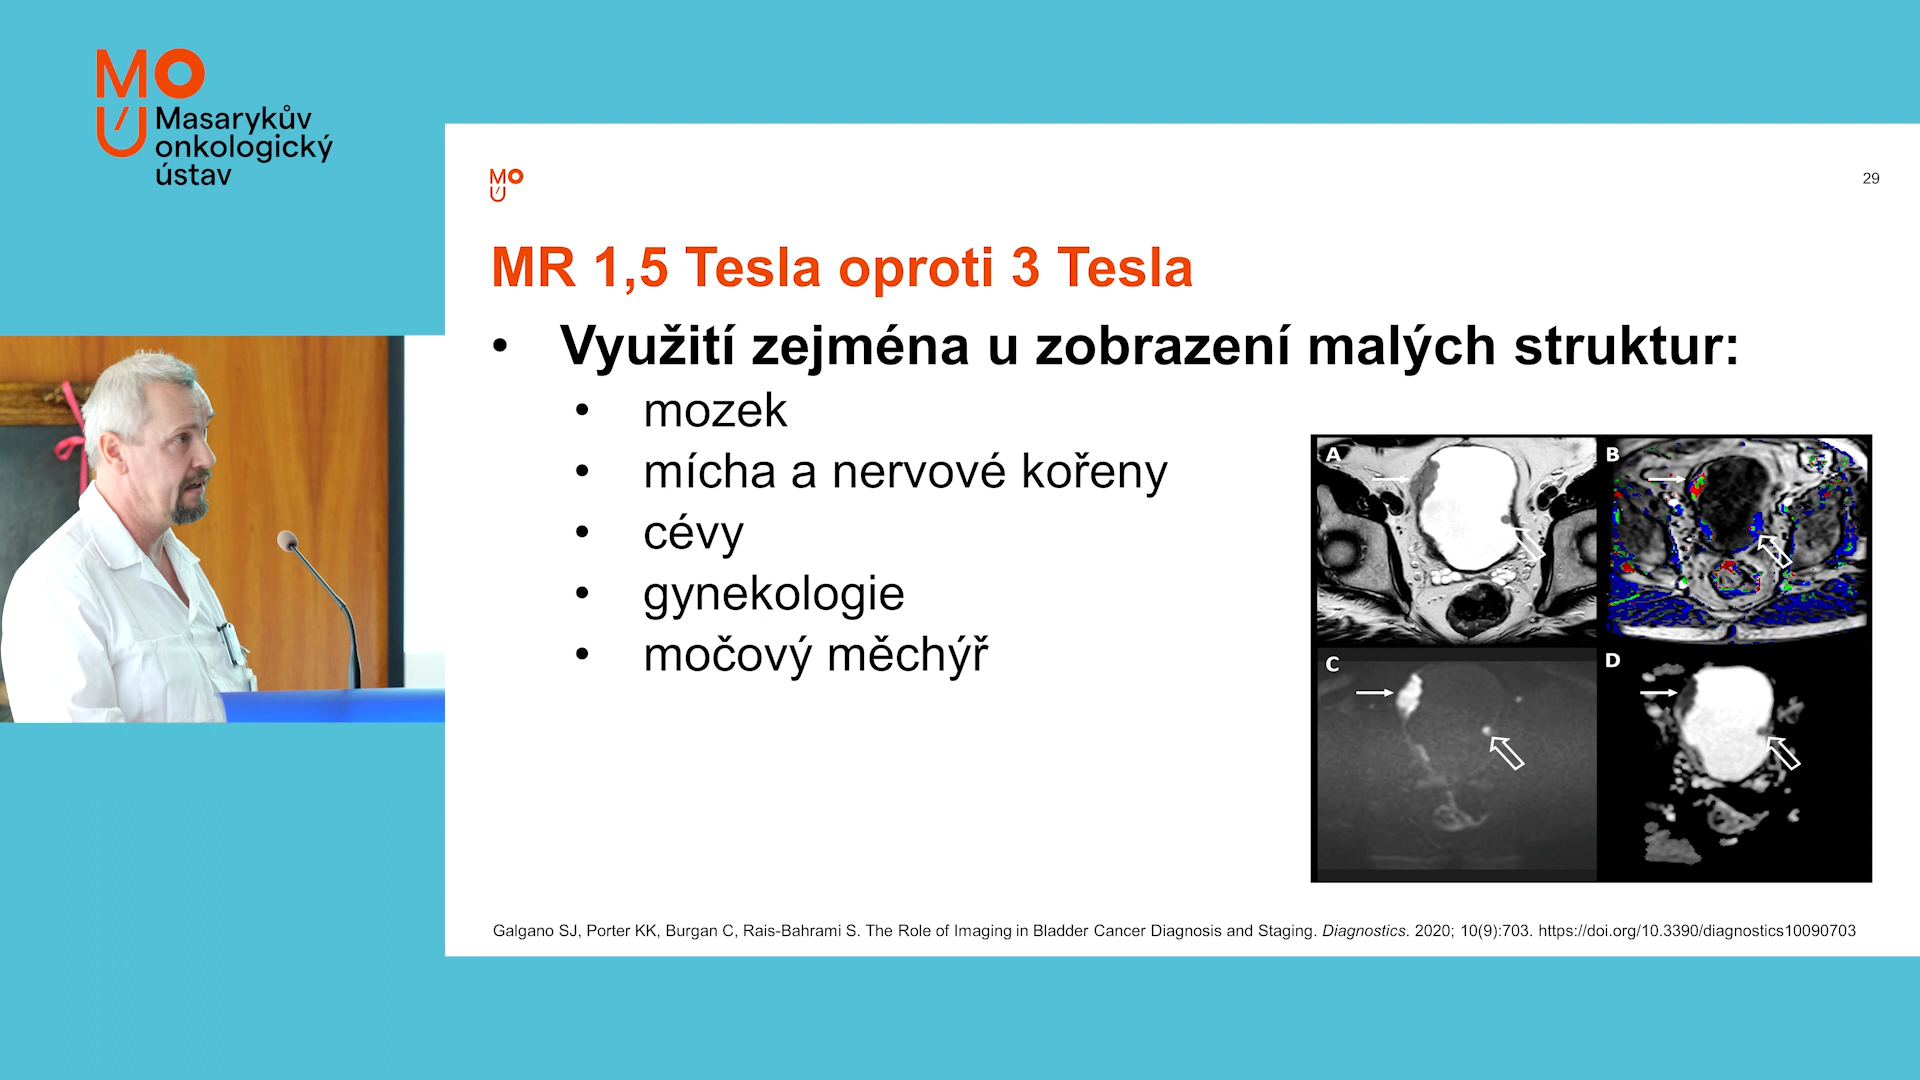 MOÚ
Masarykův
onkologický
ústav
MOÚ
29
MR 1,5 Tesla oproti 3 Tesla
• Využití zejména u zobrazení malých struktur:
• mozek
• mícha a nervové kořeny
• cévy
• gynekologie
• močový měchýř
A
B
C
D
Galgano SJ, Porter KK, Burgan C, Rais-Bahrami S. The Role of Imaging in Bladder Cancer Diagnosis and Staging. Diagnostics. 2020; 10(9):703. https://doi.org/10.3390/diagnostics10090703